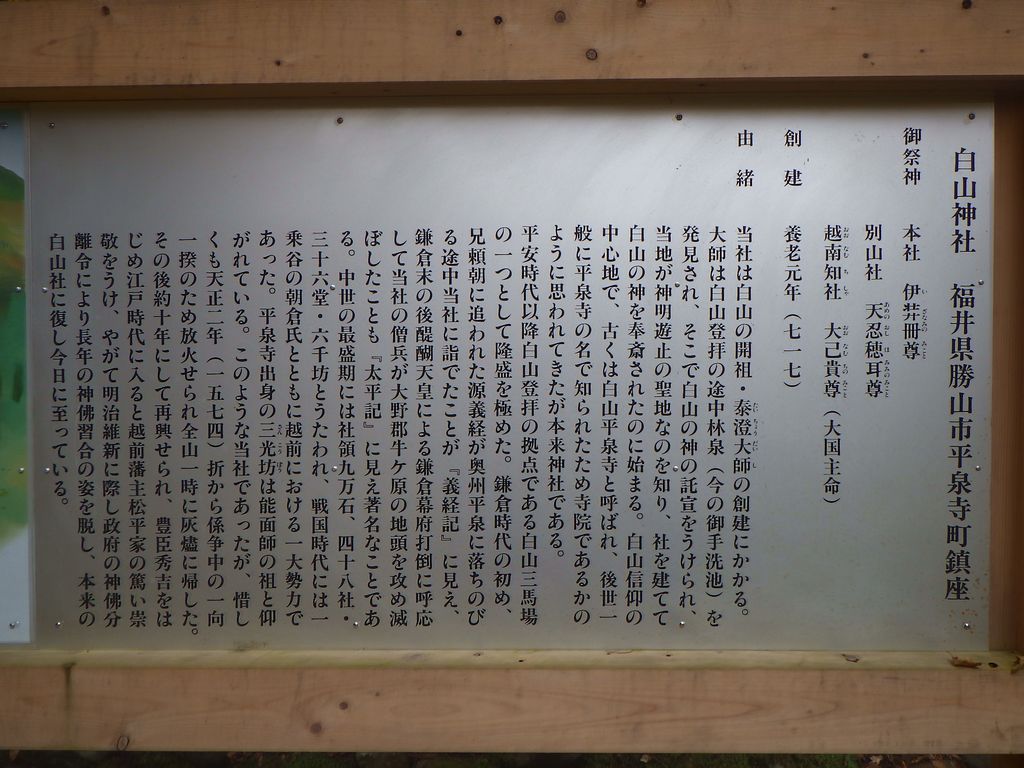 白山神社　福井県勝山市平泉寺町鎮座
御祭神　本社　伊弉冊尊
別山社　天忍穂耳尊
越南知社　大己貴尊（大国主命）
創建　養老元年（七一七）
由緒　当社は白山の開祖・泰澄大師の創建にかかる。
大師は白山登拝の途中林泉（今の御手洗池）を
発見され、そこで白山の神の託宣をうけられ、
当地が神明遊止の聖地なのを知り、社を建てて
白山の神を奉斎されたのに始まる。白山信仰の
中心地で、古くは白山平泉寺と呼ばれ、後世一
般に平泉寺の名で知られたため寺院であるかの
ように思われてきたが本来神社である。
平安時代以降白山登拝の拠点である白山三馬場
の一つとして隆盛を極めた。鎌倉時代の初め、
兄頼朝に追われた源義経が奥州平泉に落ちのび
る途中当社に詣でたことが『義経記』に見え、
鎌倉末の後醍醐天皇による鎌倉幕府打倒に呼応
して当社の僧兵が大野郡牛ケ原の地頭を攻め滅
ぼしたことも『太平記』に見え著名なことであ
る。中世の最盛期には社領九万石、四十八社・
三十六堂・六千坊とうたわれ、戦国時代には一
乗谷の朝倉氏とともに越前における一大勢力で
あった。平泉寺出身の三光坊は能面師の祖と仰
がれている。このような当社であったが、惜し
くも天正二年（一五七四）折から係争中の一向
一揆のため放火せられ全山一時に灰燼に帰した。
その後約十年にして再興せられ、豊臣秀吉をは
じめ江戸時代に入ると越前藩主松平家の篤い崇
敬をうけ、やがて明治維新に際し政府の神佛分
離令により長年の神佛習合の姿を脱し、本来の
白山社に復し今日に至っている。